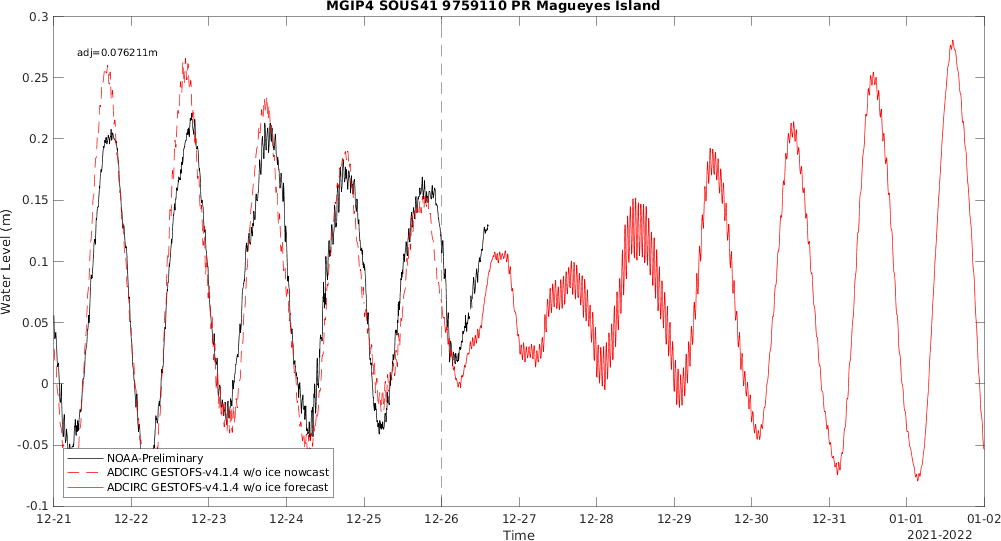 MGIP4 SOUS41 9759110 PR Magueyes Island
adj=0.076211m
Water Level (m)
0.3
0.25
0.2
0.15
0.1
0.05
0
-0.05
-0.1
NOAA-Preliminary
ADCIRC GESTOFS-v4.1.4 w/o ice nowcast
ADCIRC GESTOFS-v4.1.4 w/o ice forecast
12-21 12-22 12-23 12-24 12-25 12-26 12-27 12-28 12-29 12-30 12-31 01-01 01-02
Time
2021-2022